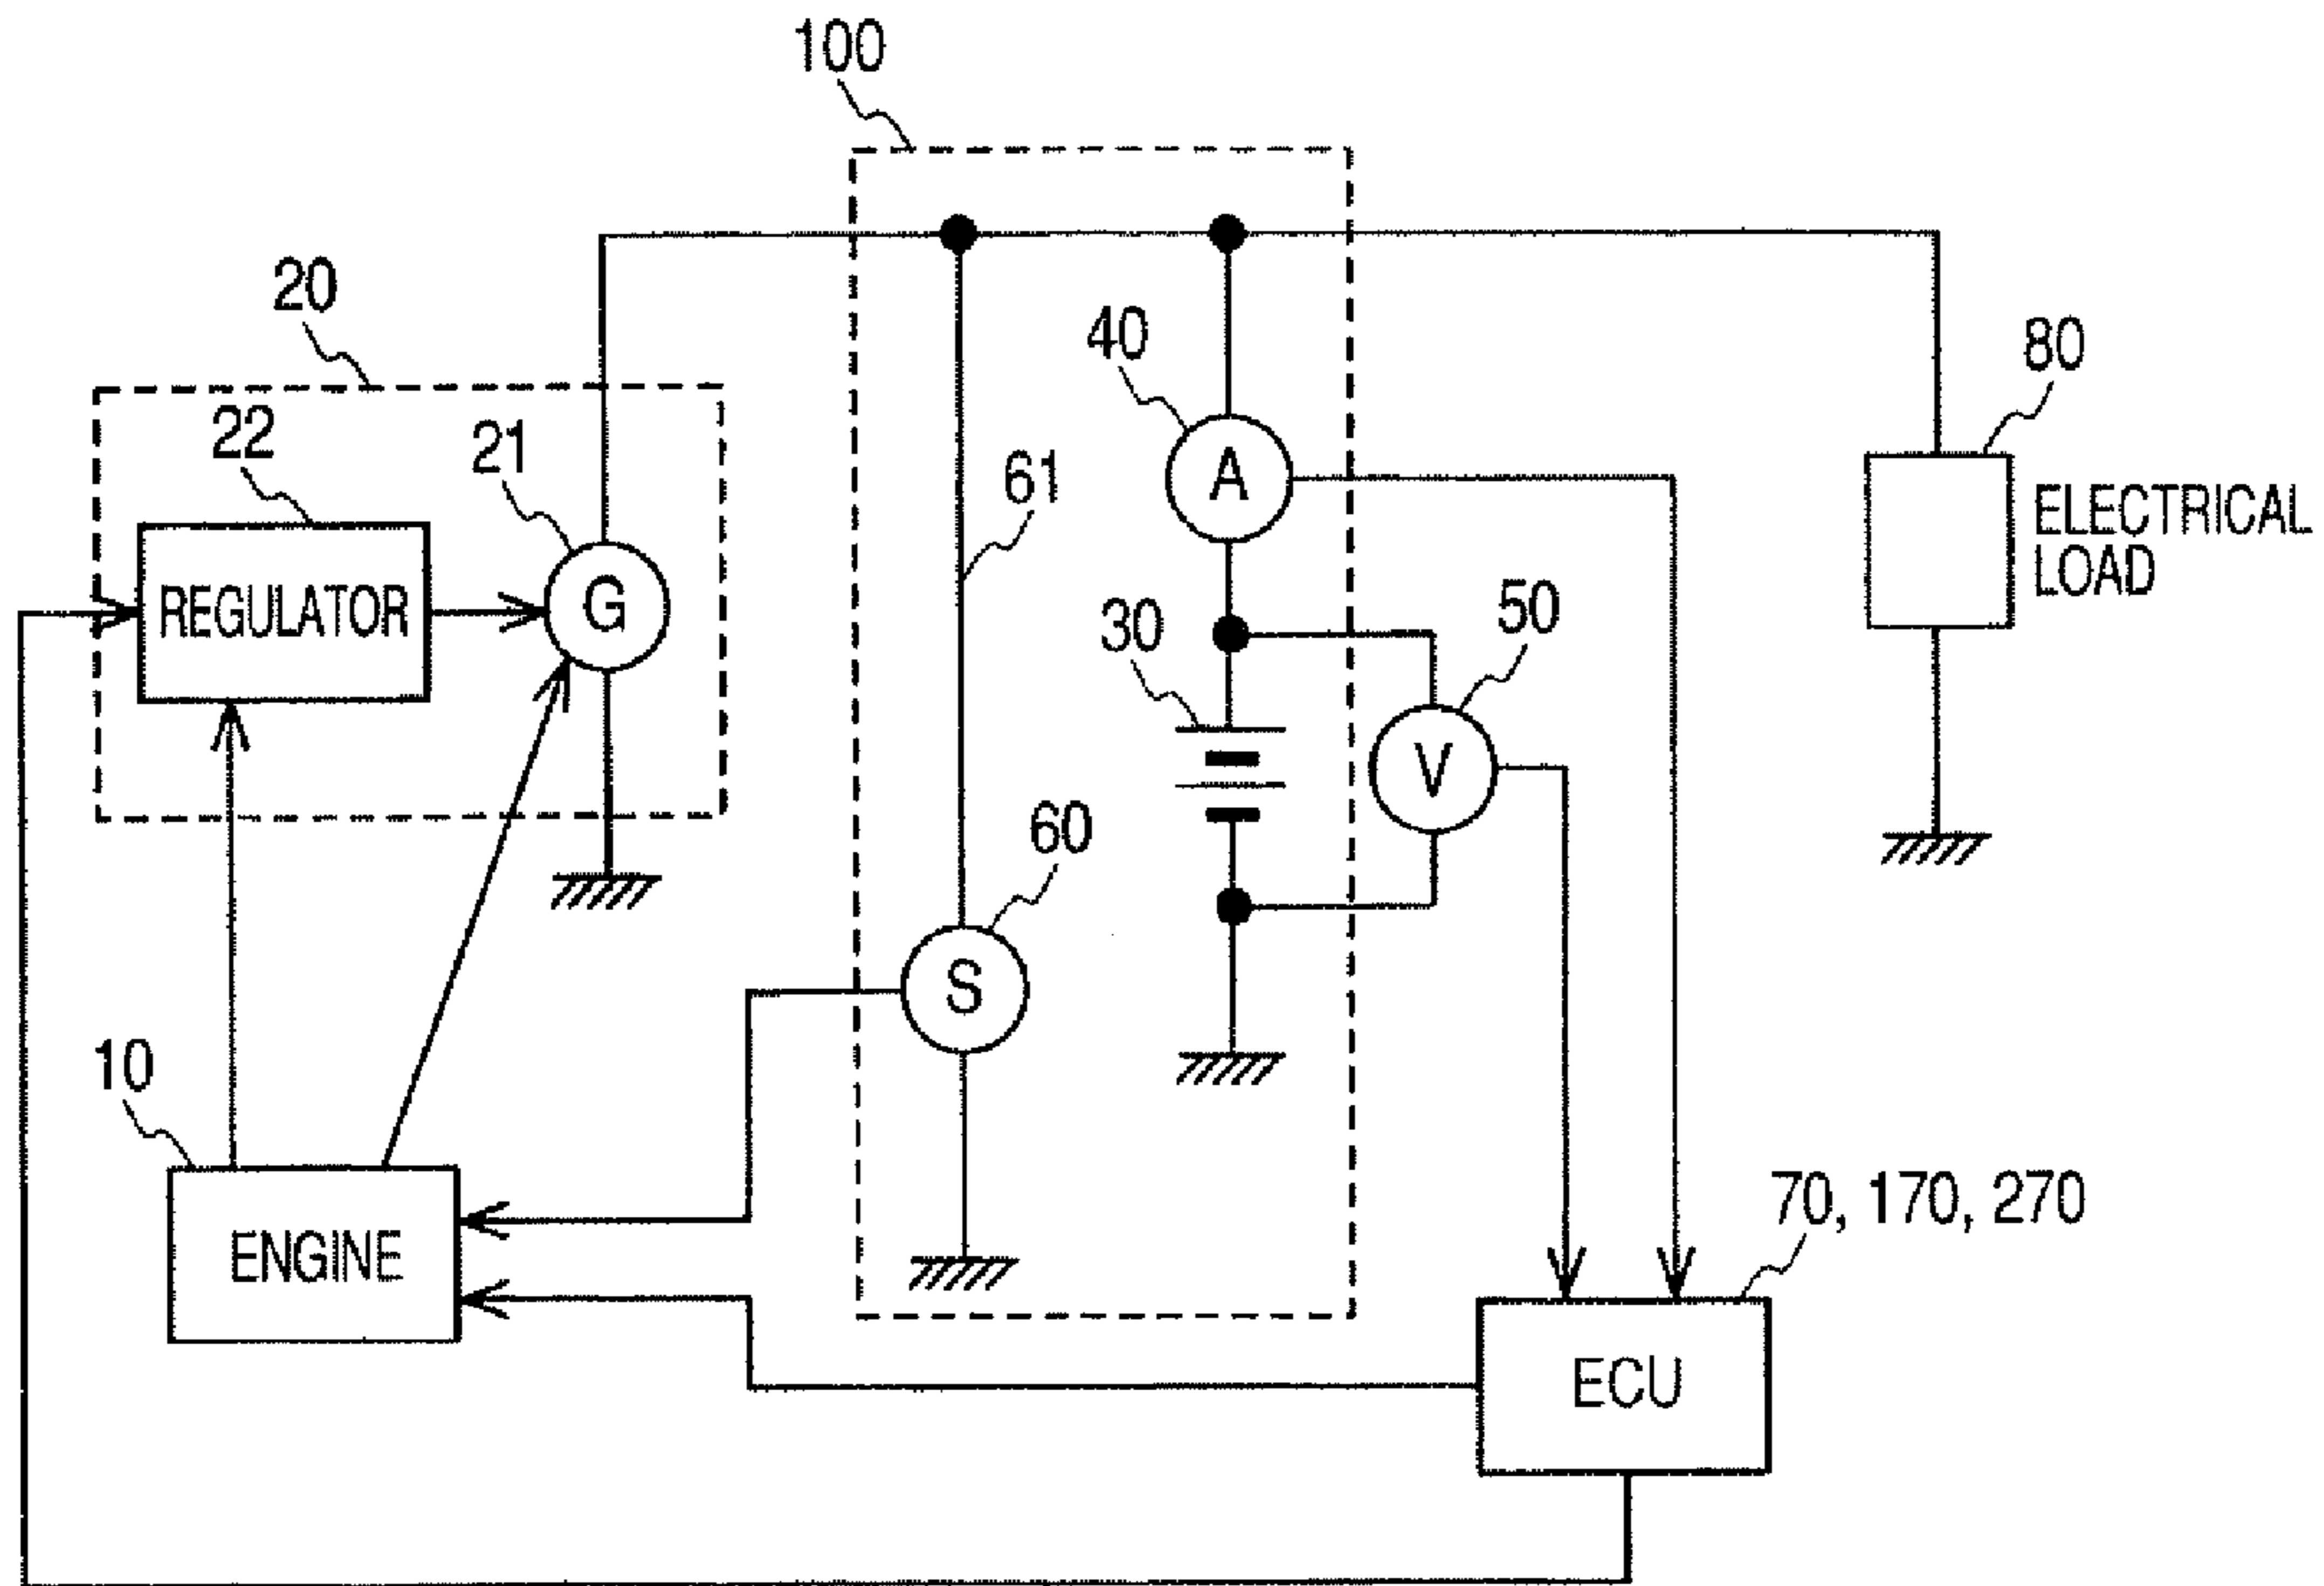 100
20
40
80
22
21
61
A
ELECTRICAL
LOAD
REGULATOR
G
30
50
V
60
S
10
70, 170, 270
ENGINE
ECU